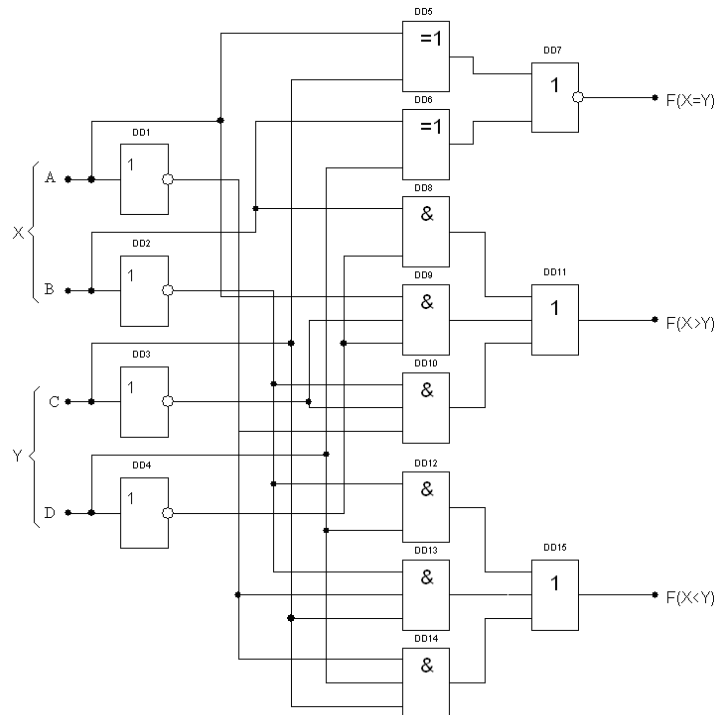 DD5
=1
DD7
1
F(X=Y)
DD6
=1
DD1
1
A
X
DD8
&
DD2
1
B
DD9
&
DD11
1
F(X>Y)
DD3
1
C
DD10
&
Y
DD4
1
D
DD12
&
DD13
&
DD15
1
F(X<Y)
DD14
&